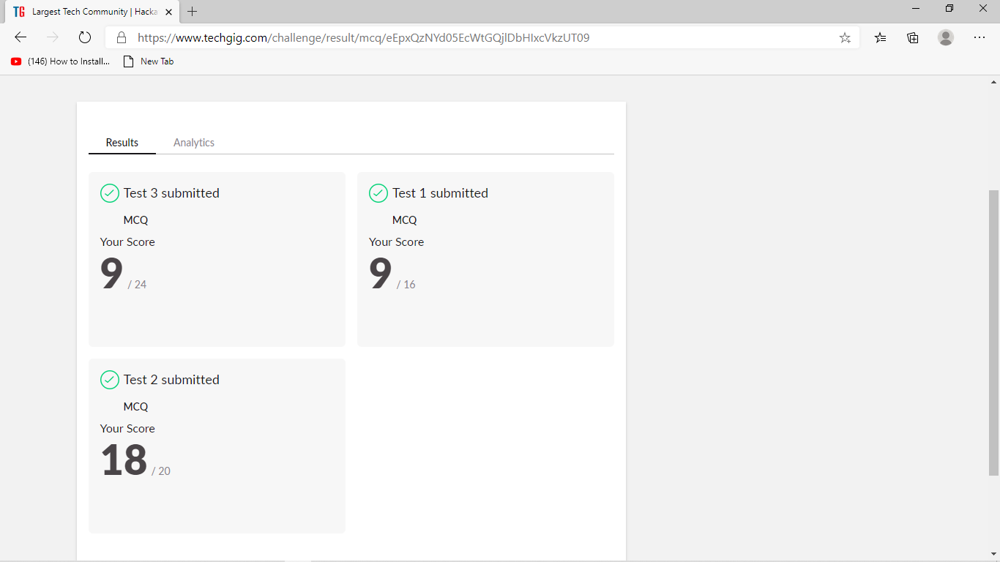 TG Largest Tech Community | Hacka
https://www.techgig.com/challenge/result/mcq/eEpxQzNYd05EcWtGQjlDbHIxcVkzUT09
(146) How to Install... New Tab
Results Analytics
Test 3 submitted
MCQ
Your Score
9 / 24
Test 1 submitted
MCQ
Your Score
9 / 16
Test 2 submitted
MCQ
Your Score
18 / 20